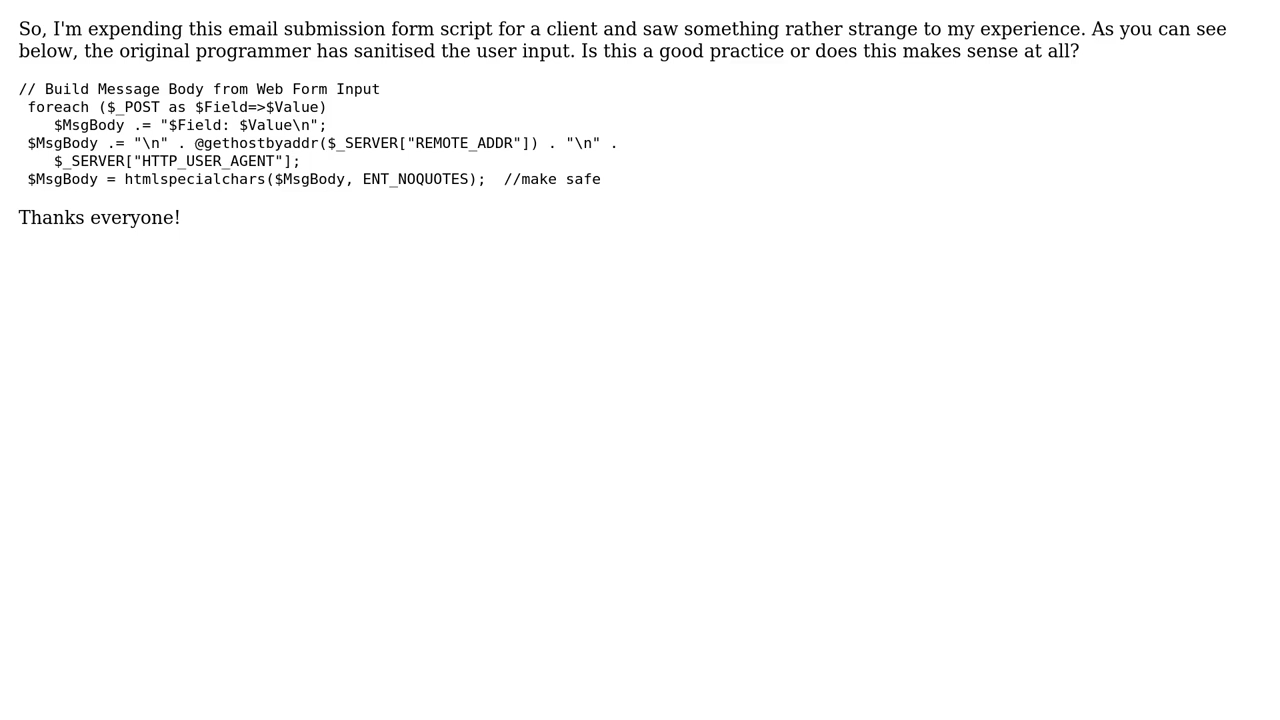 So, I'm expending this email submission form script for a client and saw something rather strange to my experience. As you can see
below, the original programmer has sanitised the user input. Is this a good practice or does this makes sense at all?
// Build Message Body from Web Form Input
foreach ($_POST as $Field=>$Value)
$MsgBody .= "$Field: $Value\n";
$MsgBody .= "\n" . @gethostbyaddr($_SERVER["REMOTE_ADDR"]) . "\n" .
$_SERVER["HTTP_USER_AGENT"];
$MsgBody = htmlspecialchars($MsgBody, ENT_NOQUOTES);  //make safe
Thanks everyone!